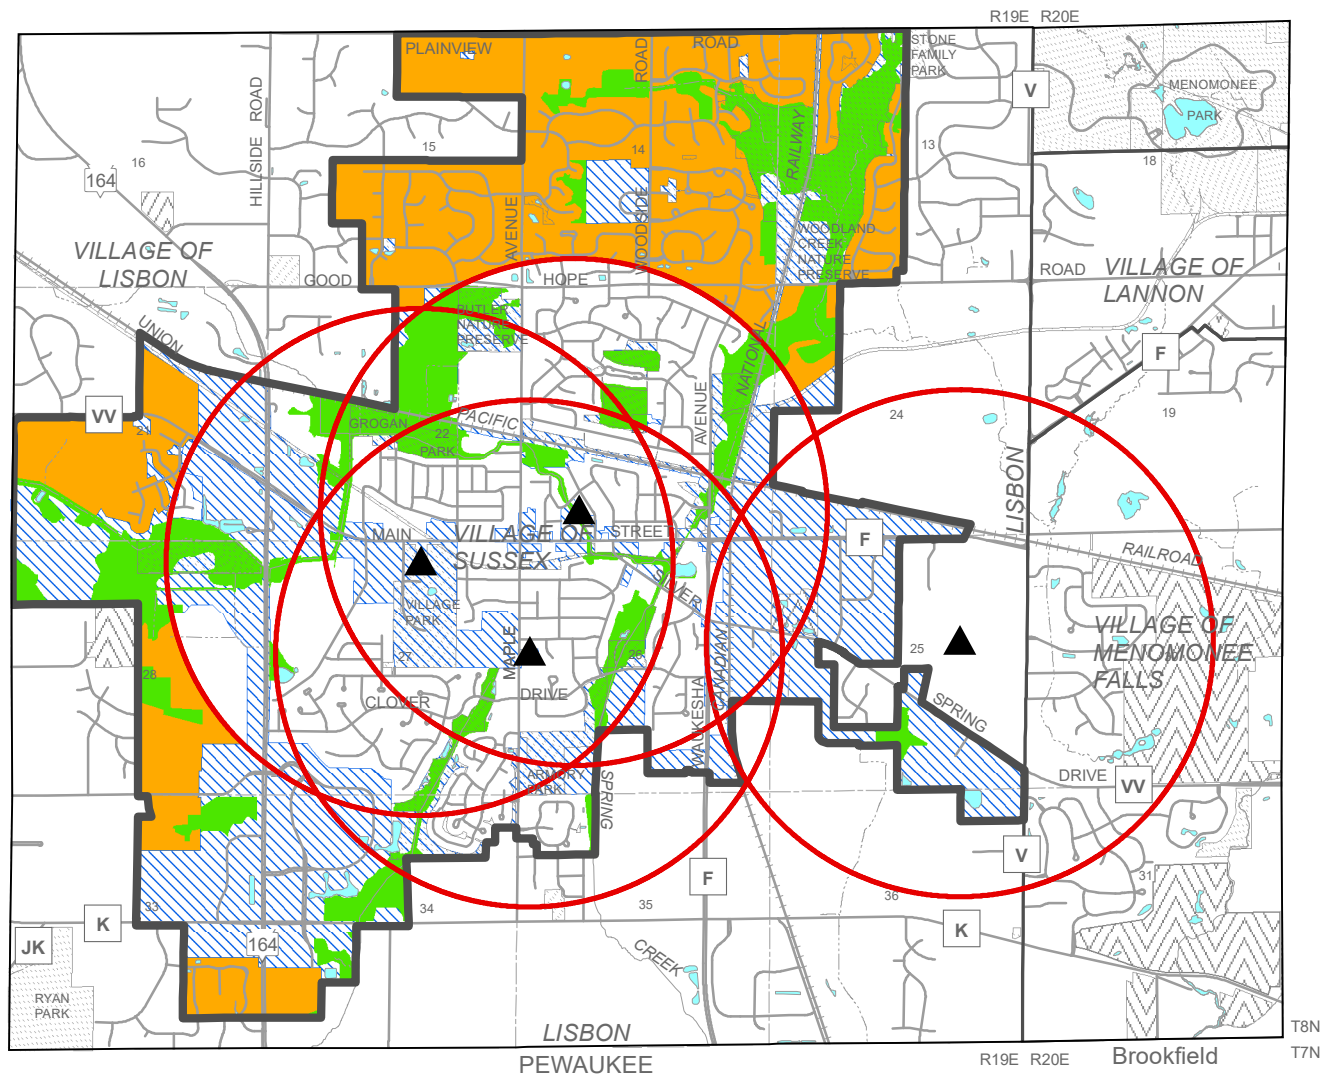 R19E R20E
PLAINVIEW
ROAD
ROAD
STONE
FAMILY
PARK
V
MENOMONEE
PARK
HILLSIDE ROAD
RAILWAY
16
15
14
13
18
164
AVENUE
WOODSIDE
WOODLAND
CREEK
NATURE
PRESERVE
VILLAGE OF
LISBON
GOOD
HOPE
ROAD
VILLAGE OF
LANNON
UNION
BUTLER
NATURE
PRESERVE
NATIONAL
F
VV
21
GROGAN
PARK
22
PACIFIC
AVENUE
24
19
LISBON
MAIN
VILLAGE OF
SUSSEX
STREET
F
RAILROAD
SILVER
VILLAGE
PARK
MAPLE
27
26
25
VILLAGE OF
MENOMONEE
FALLS
28
CLOVER
DRIVE
WAUKESHA
CANADIAN
SPRING
ARMORY
PARK
SPRING
DRIVE
VV
V
F
31
33
34
35
36
K
K
JK
164
CREEK
RYAN
PARK
LISBON
PEWAUKEE
R19E R20E
Brookfield
T8N
T7N